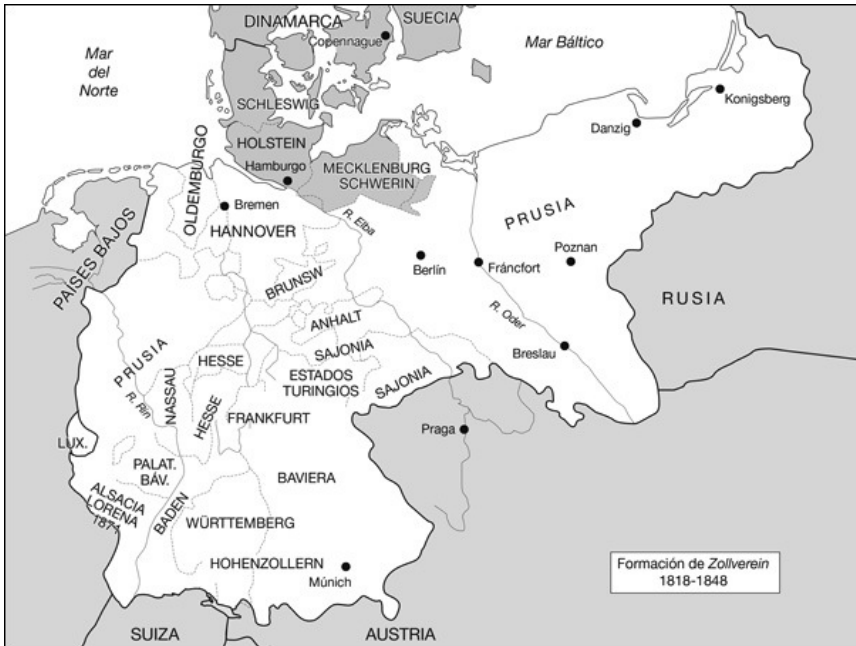 DINAMARCA
SUECIA
Copennague
Mar
del
Norte
Mar Báltico
SCHLESWIG
Konigsberg
Danzig
HOLSTEIN
Hamburgo
MECKLENBURG
SCHWERIN
OLDEMBURGO
Bremen
HANNOVER
R. Elba
PRUSIA
PAÍSES BAJOS
Berlín
Fráncfort
Poznan
RUSIA
BRUNSW
R. Oder
ANHALT
Breslau
PRUSIA
HESSE
SAJONIA
ESTADOS
TURINGIOS
SAJONIA
NASSAU
R. Rin
HESSE
FRANKFURT
Praga
LUX.
PALAT.
BÁV.
BAVIERA
ALSACIA
LORENA
1871
BADEN
WÜRTTEMBERG
HOHENZOLLERN
Múnich
Formación de Zollverein
1818-1848
SUIZA
AUSTRIA